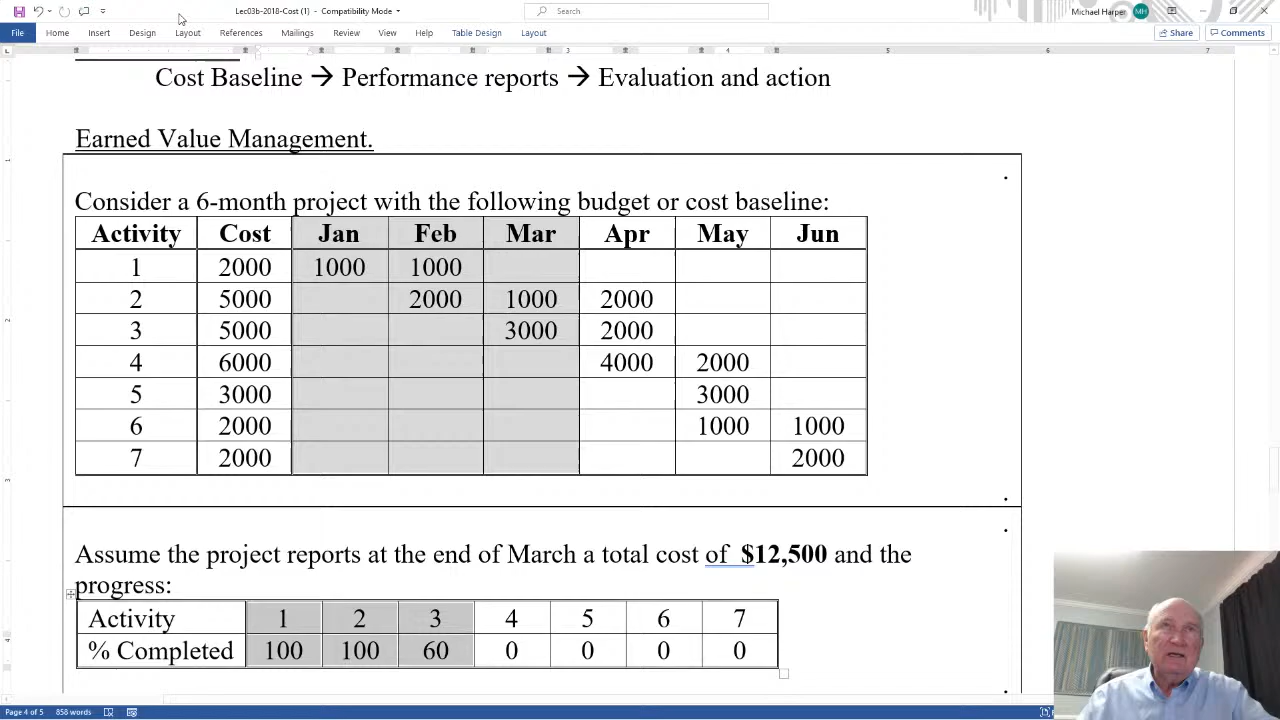 Lec03b-2018-Cost (1) - Compatibility Mode
Search
Michael Harper MH
File Home Insert Design Layout References Mailings Review View Help Table Design Layout Share Comments
3 4 5 6 7
Cost Baseline → Performance reports → Evaluation and action
Earned Value Management.
Consider a 6-month project with the following budget or cost baseline:
Activity Cost Jan Feb Mar Apr May Jun
1 2000 1000 1000
2 5000 2000 1000 2000
3 5000 3000 2000
4 6000 4000 2000
5 3000 3000
6 2000 1000 1000
7 2000 2000
Assume the project reports at the end of March a total cost of $12,500 and the
progress:
Activity 1 2 3 4 5 6 7
% Completed 100 100 60 0 0 0 0
Page 4 of 5 858 words